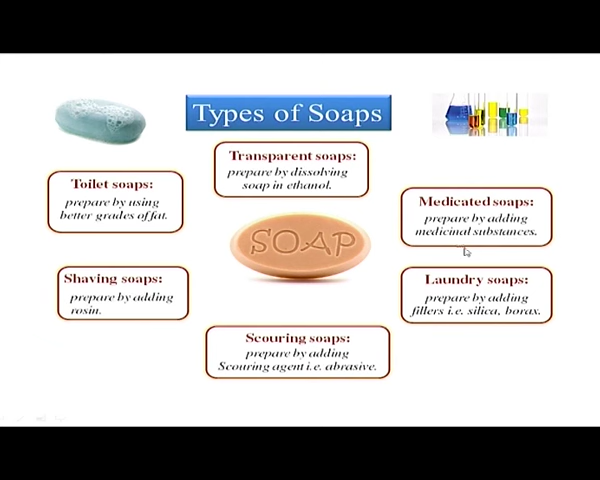 Types of Soaps
Transparent soaps:
prepare by dissolving
soap in ethanol.
Toilet soaps:
prepare by using
better grades of fat.
Medicated soaps:
prepare by adding
medicinal substances.
SOAP
Shaving soaps:
prepare by adding
rosin.
Laundry soaps:
prepare by adding
fillers i.e. silica, borax.
Scouring soaps:
prepare by adding
Scouring agent i.e. abrasive.